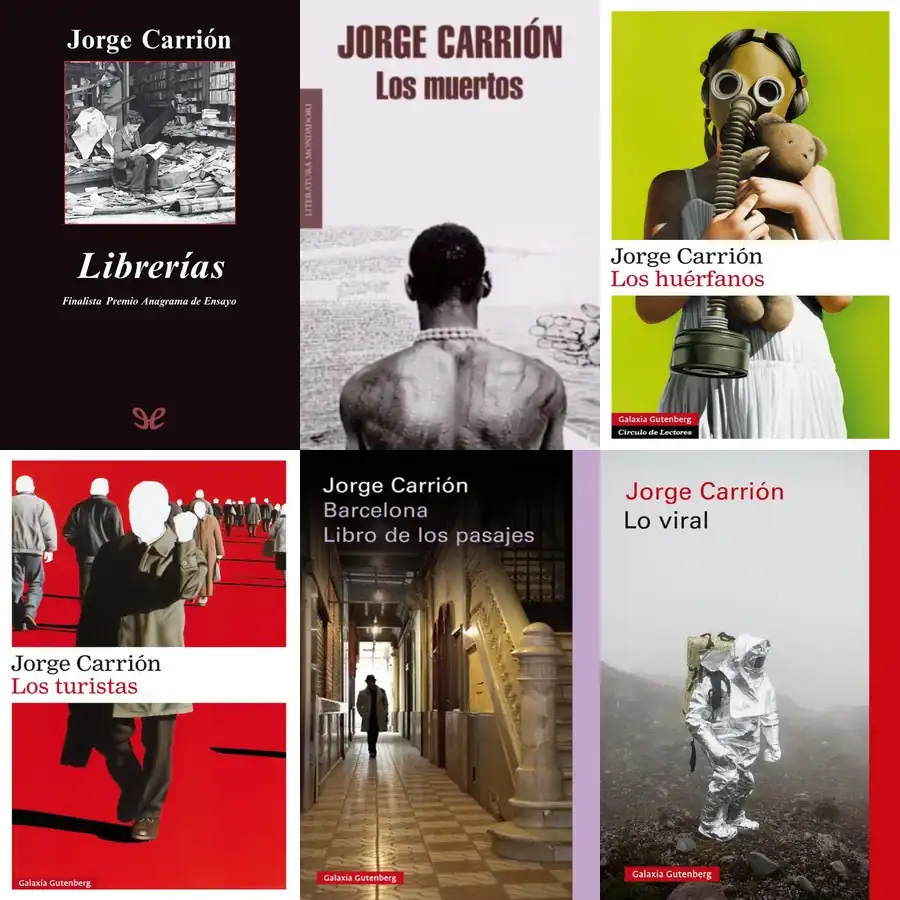 Jorge Carrión
Librerías
Finalista Premio Anagrama de Ensayo
JORGE CARRIÓN
Los muertos
LITERATURA MONDADORI
Jorge Carrión
Los huérfanos
Galaxia Gutenberg
Círculo de Lectores
Jorge Carrión
Los turistas
Galaxia Gutenberg
Jorge Carrión
Barcelona
Libro de los pasajes
Galaxia Gutenberg
Jorge Carrión
Lo viral
Galaxia Gutenberg